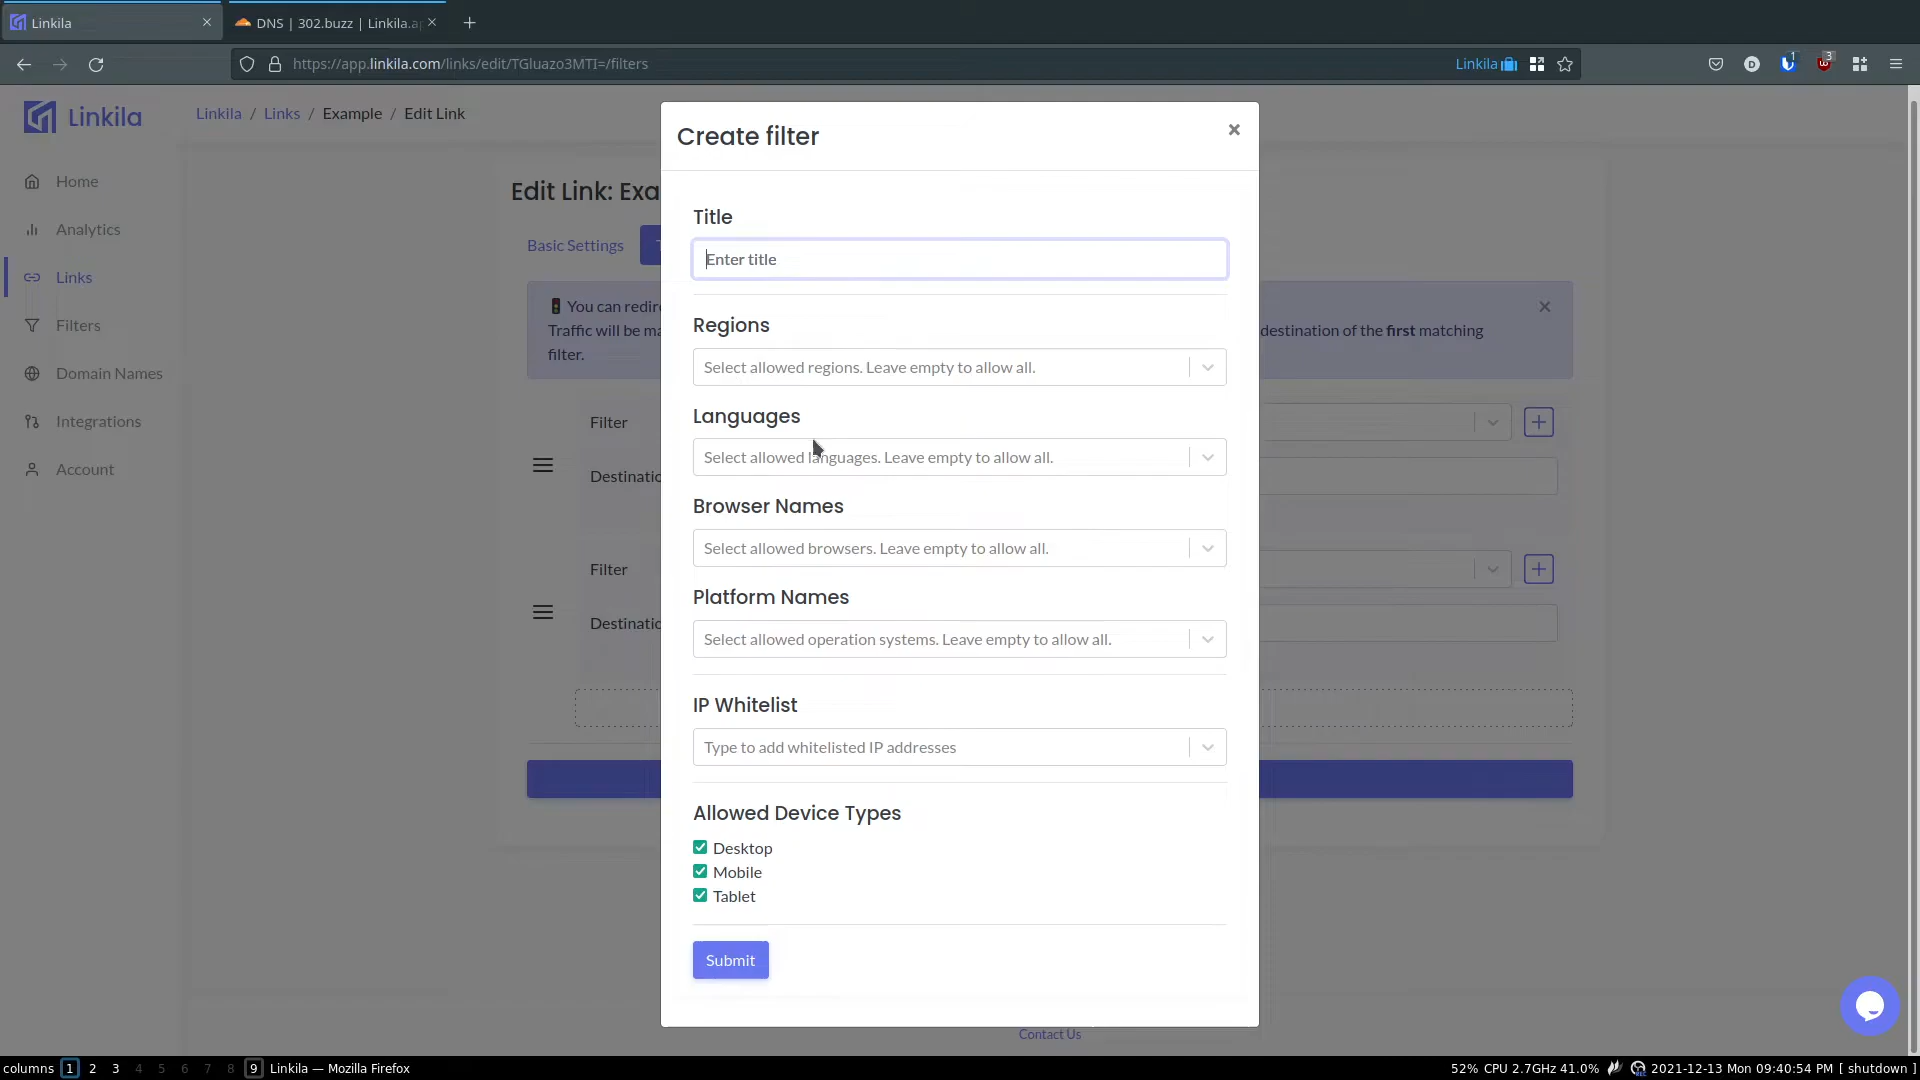 Linkila
DNS | 302.buzz | Linkila.ap
https://app.linkila.com/links/edit/TGluazo3MTI=/filters
Linkila
1
3
Linkila
Linkila / Links / Example / Edit Link
Home
Analytics
Links
Filters
Domain Names
Integrations
Account
Edit Link: Exa
Basic Settings
You can redire
Traffic will be ma
destination of the first matching
filter.
Filter
Destinatio
Filter
Destinatio
Create filter
Title
Enter title
Regions
Select allowed regions. Leave empty to allow all.
Languages
Select allowed languages. Leave empty to allow all.
Browser Names
Select allowed browsers. Leave empty to allow all.
Platform Names
Select allowed operation systems. Leave empty to allow all.
IP Whitelist
Type to add whitelisted IP addresses
Allowed Device Types
Desktop
Mobile
Tablet
Submit
Contact Us
columns 1 2 3 4 5 6 7 8 9 Linkila — Mozilla Firefox
52% CPU 2.7GHz 41.0% 2021-12-13 Mon 09:40:54 PM [ shutdown ]